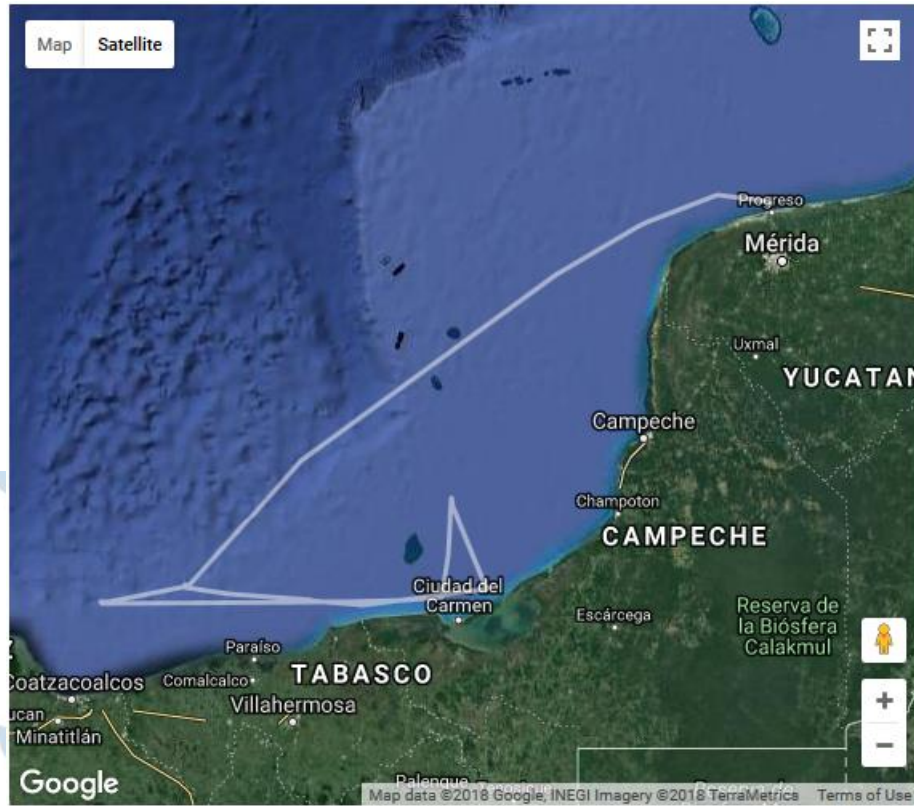 Map Satellite
Progreso
Mérida
Uxmal
YUCATAN
Campeche
Champoton
CAMPECHE
Ciudad del
Carmen
Escárcega
Reserva de
la Biósfera
Calakmul
Paraíso
TABASCO
Coatzacoalcos
Comalcalco
Villahermosa
ucan
Minatitlán
Palenque
Google
Map data ©2018 Google, INEGI Imagery ©2018 TerraMetrics Terms of Use